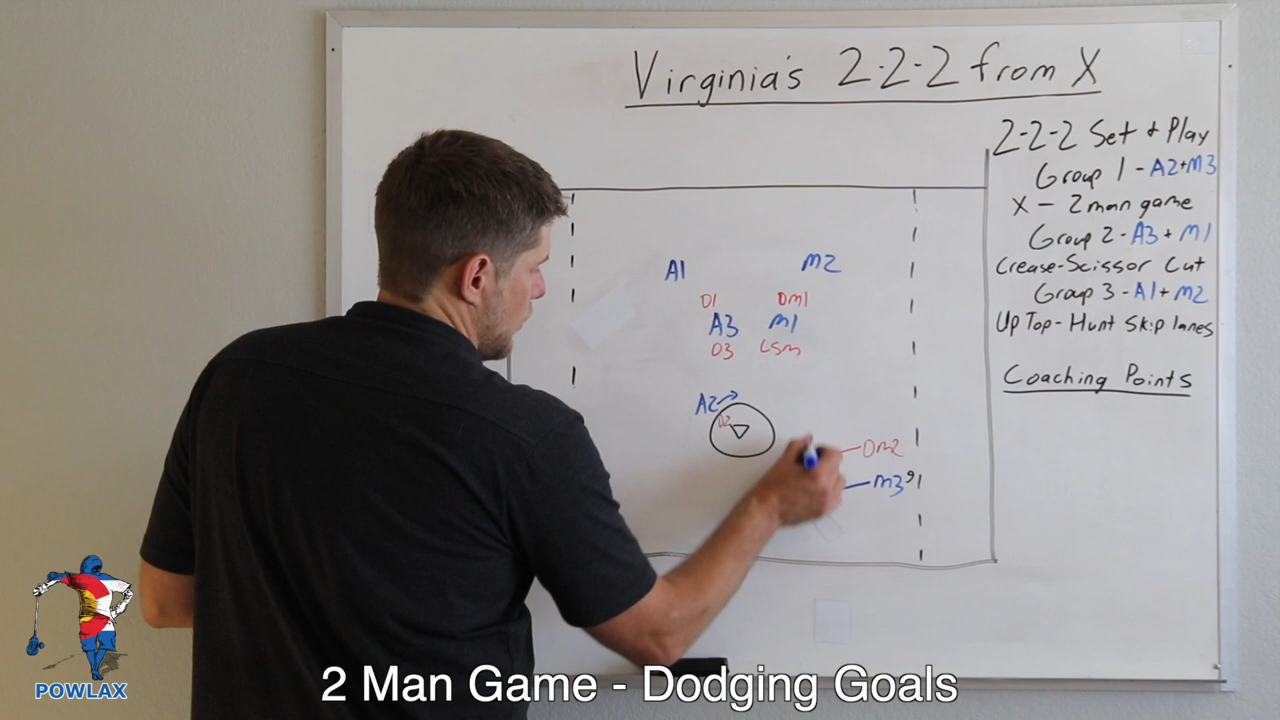 Virginia's 2-2-2 from X
2-2-2 Set + Play
Group 1 - A2+M3
X - 2 man game
Group 2 - A3 + M1
Crease-Scissor Cut
Group 3 - A1 + M2
Up Top - Hunt Skip lanes
Coaching Points
A1 M2
D1 DM1
A3 M1
D3 LSM
A2
D2
DM2
M3
POWLAX
2 Man Game - Dodging Goals